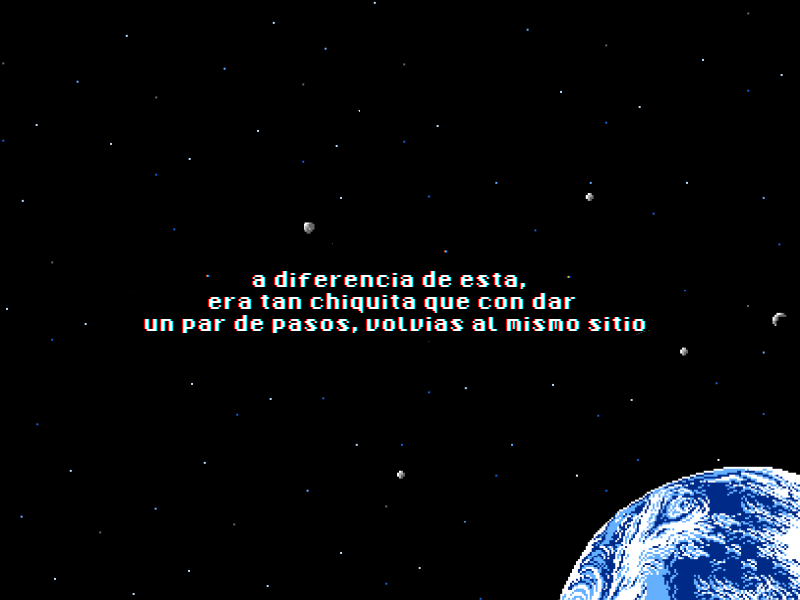 a diferencia de esta,
era tan chiquita que con dar
un par de pasos, volvias al mismo sitio